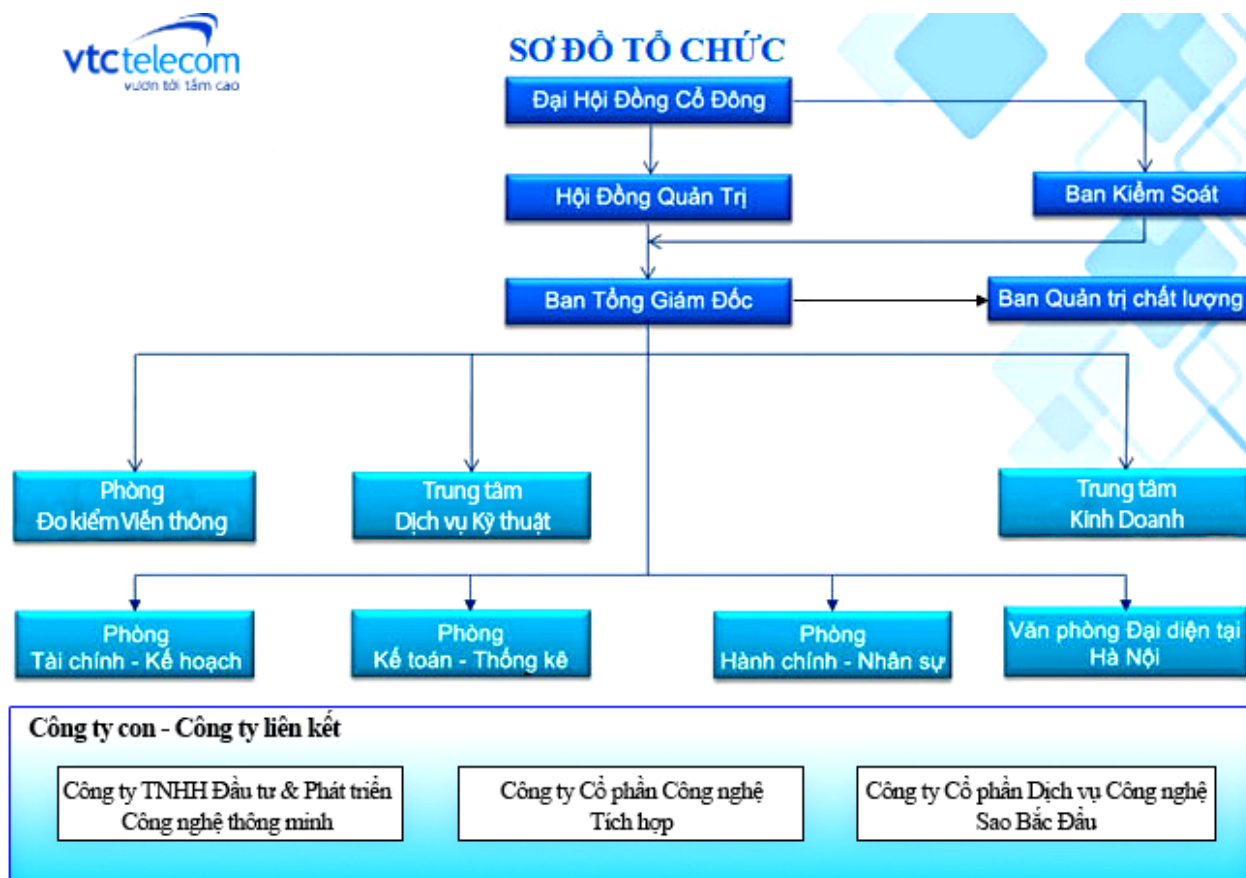 vtctelecom
vươn tới tầm cao
SƠ ĐỒ TỔ CHỨC
Đại Hội Đồng Cổ Đông
Hội Đồng Quản Trị
Ban Kiểm Soát
Ban Tổng Giám Đốc
Ban Quản trị chất lượng
Phòng
Đo kiểm Viễn thông
Trung tâm
Dịch vụ Kỹ thuật
Trung tâm
Kinh Doanh
Phòng
Tài chính - Kế hoạch
Phòng
Kế toán - Thống kê
Phòng
Hành chính - Nhân sự
Văn phòng Đại diện tại
Hà Nội
Công ty con - Công ty liên kết
Công ty TNHH Đầu tư & Phát triển
Công nghệ thông minh
Công ty Cổ phần Công nghệ
Tích hợp
Công ty Cổ phần Dịch vụ Công nghệ
Sao Bắc Đầu